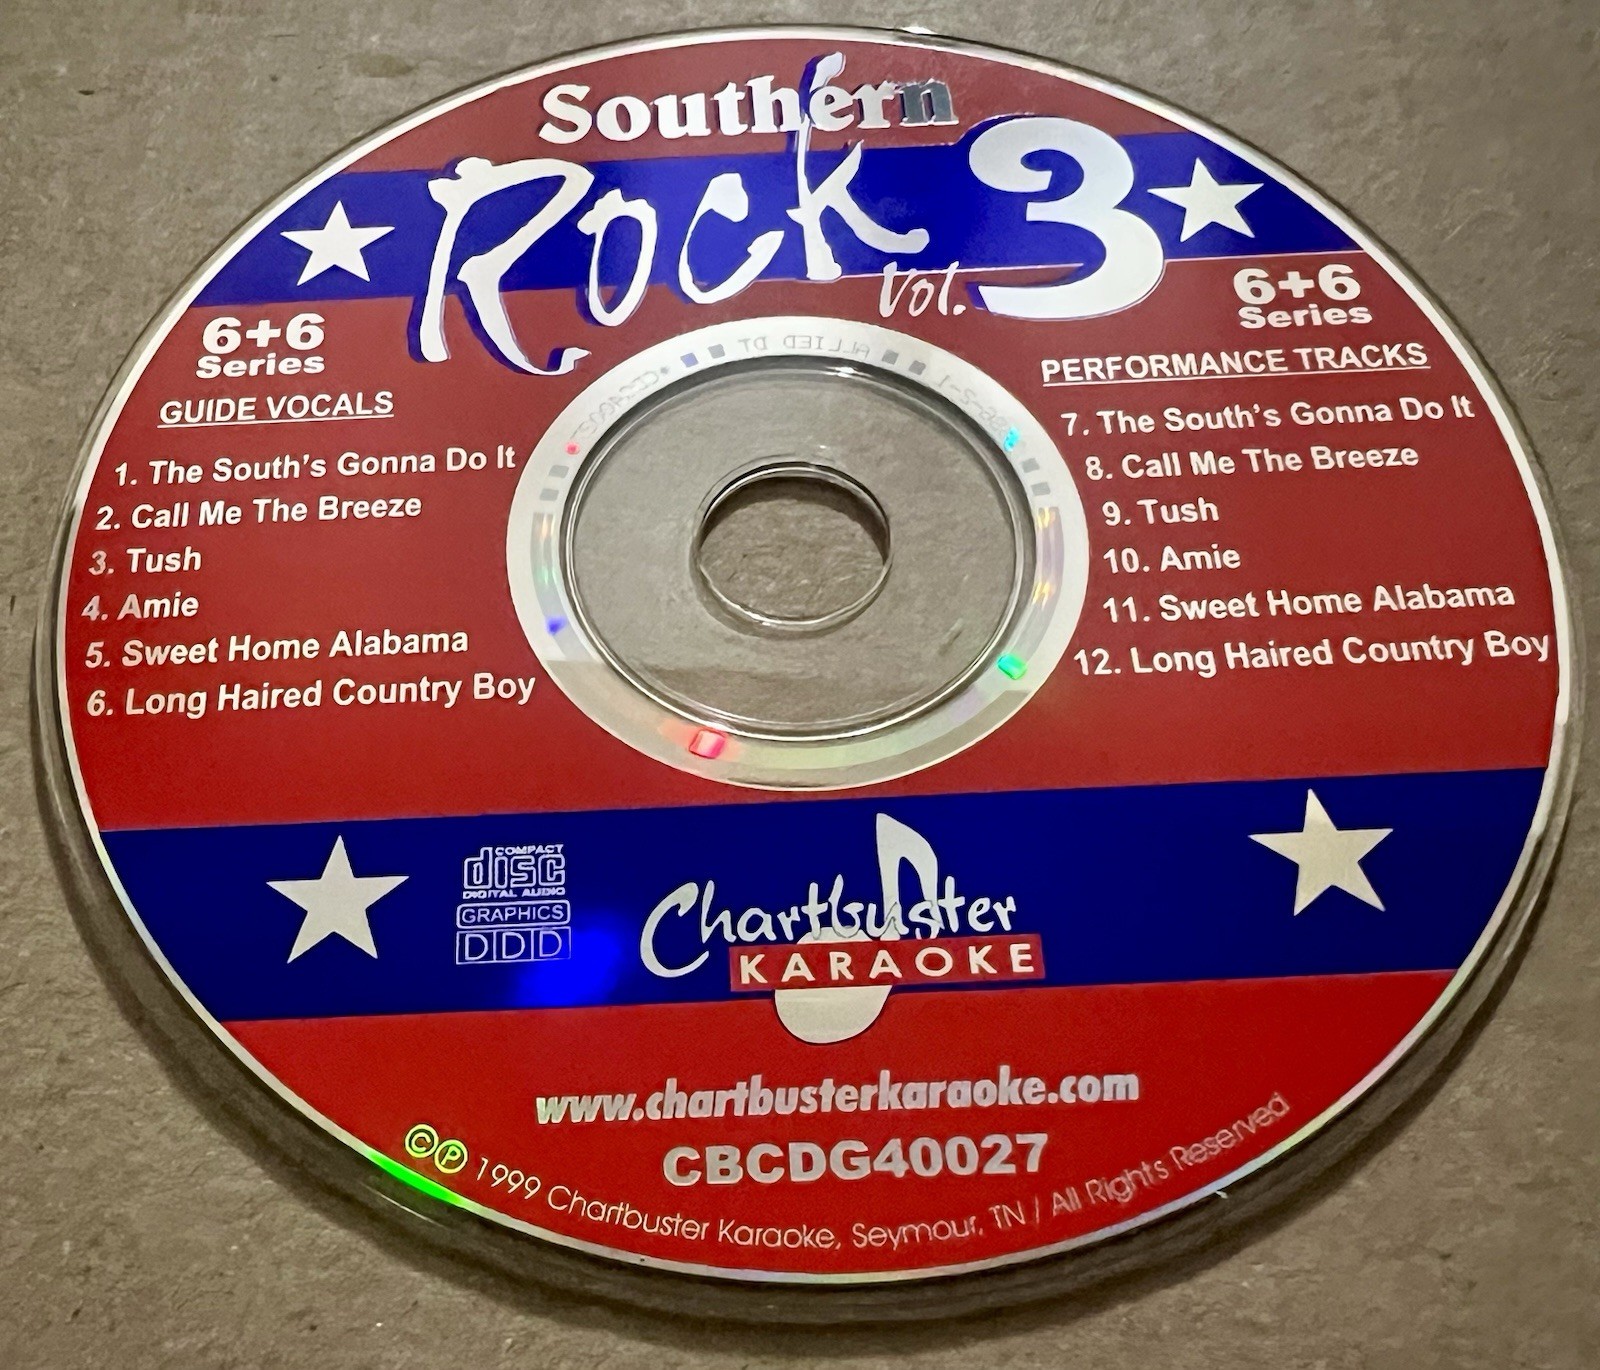 Southern
Rock
Vol. 3
6+6
Series
GUIDE VOCALS
1. The South's Gonna Do It
2. Call Me The Breeze
3. Tush
4. Amie
5. Sweet Home Alabama
6. Long Haired Country Boy
6+6
Series
PERFORMANCE TRACKS
7. The South's Gonna Do It
8. Call Me The Breeze
9. Tush
10. Amie
11. Sweet Home Alabama
12. Long Haired Country Boy
ALLIED DT
COMPACT
disc
DIGITAL AUDIO
GRAPHICS
DDD
Chartbuster
KARAOKE
www.chartbusterkaraoke.com
CBCDG40027
©℗ 1999 Chartbuster Karaoke, Seymour, TN / All Rights Reserved